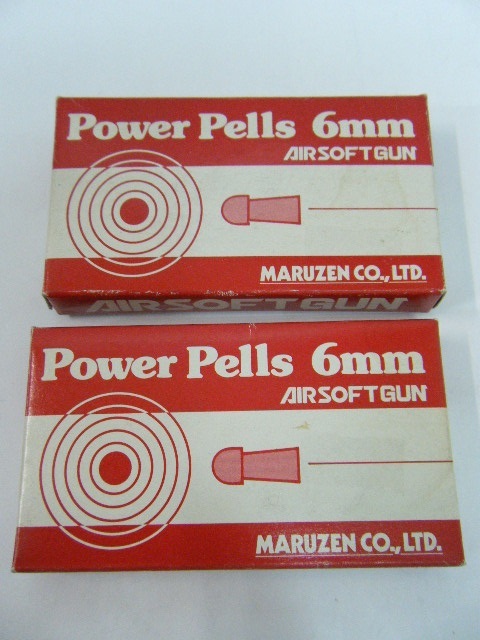 Power Pells 6mm
AIRSOFTGUN
MARUZEN CO.,LTD.
AIRSOFTGUN
Power Pells 6mm
AIRSOFTGUN
MARUZEN CO.,LTD.